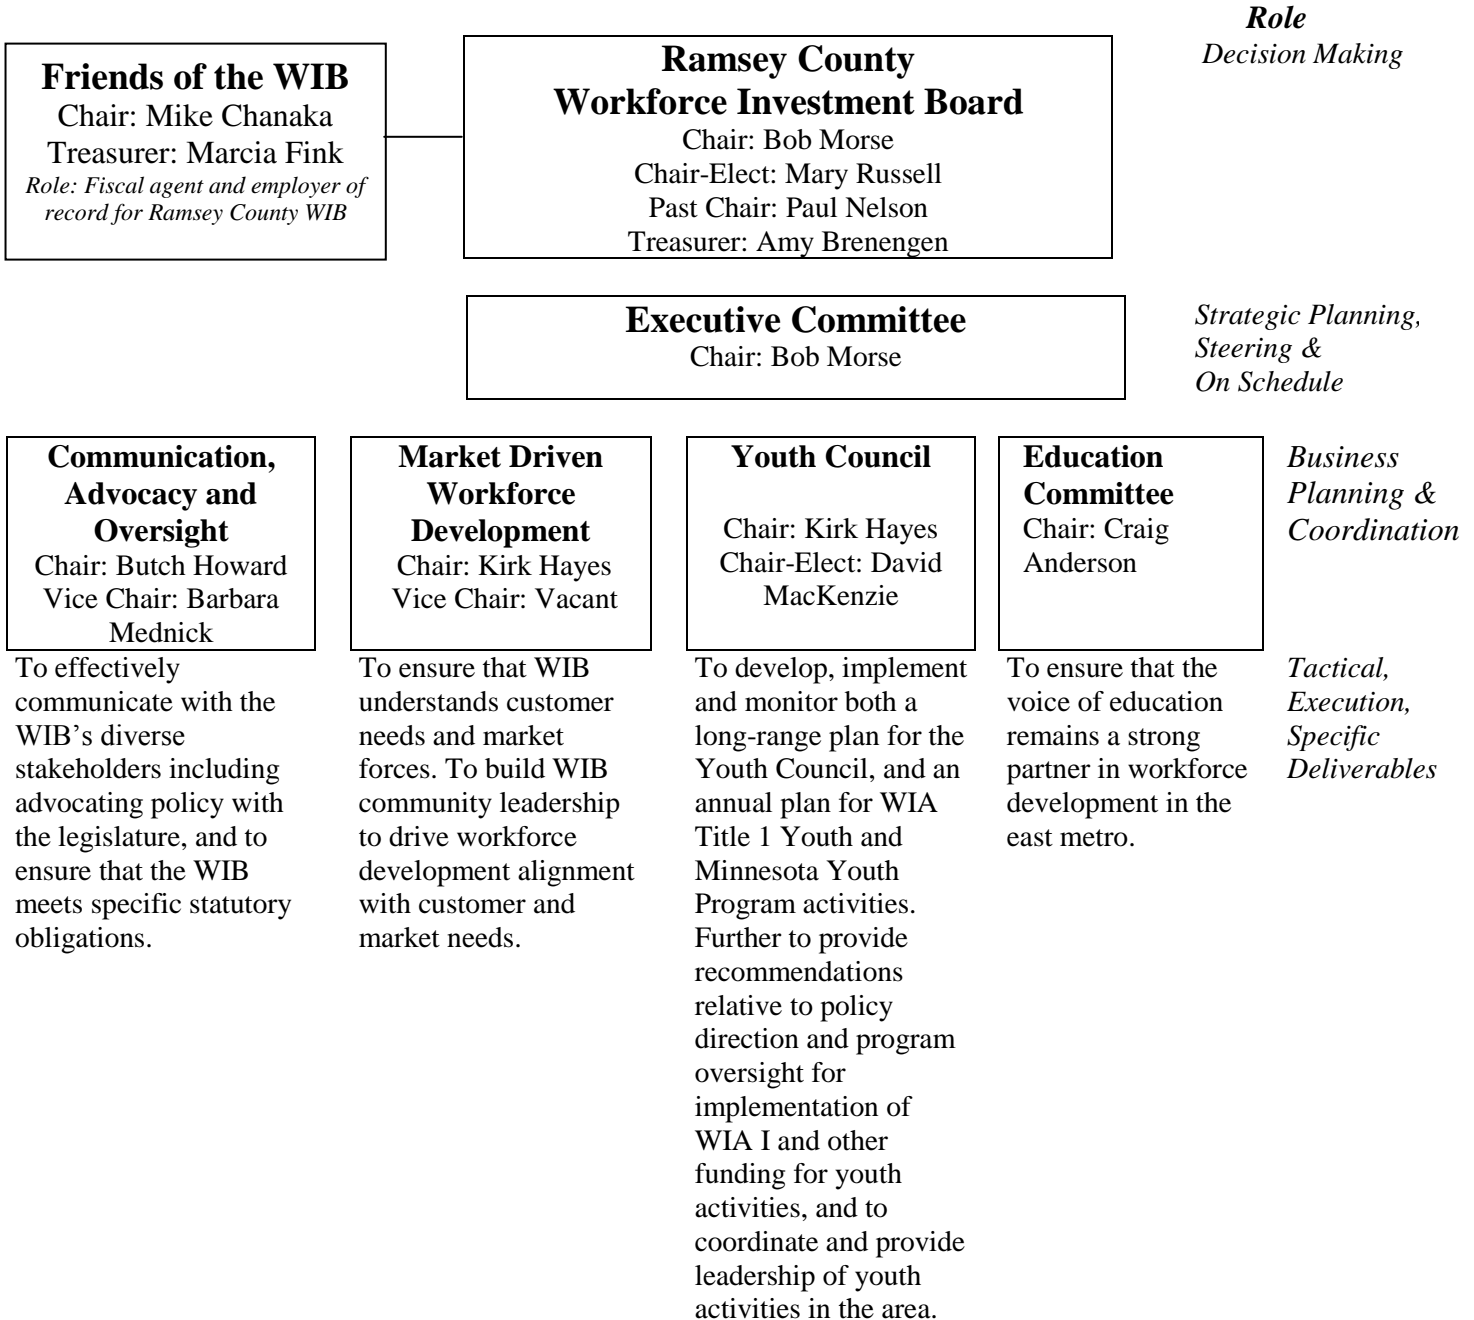 Role
Decision Making
Friends of the WIB
Chair: Mike Chanaka
Treasurer: Marcia Fink
Role: Fiscal agent and employer of
record for Ramsey County WIB
Ramsey County
Workforce Investment Board
Chair: Bob Morse
Chair-Elect: Mary Russell
Past Chair: Paul Nelson
Treasurer: Amy Brenengen
Executive Committee
Chair: Bob Morse
Strategic Planning,
Steering &
On Schedule
Communication,
Advocacy and
Oversight
Chair: Butch Howard
Vice Chair: Barbara
Mednick
Market Driven
Workforce
Development
Chair: Kirk Hayes
Vice Chair: Vacant
Youth Council
Chair: Kirk Hayes
Chair-Elect: David
MacKenzie
Education
Committee
Chair: Craig
Anderson
Business
Planning &
Coordination
To effectively
communicate with the
WIB’s diverse
stakeholders including
advocating policy with
the legislature, and to
ensure that the WIB
meets specific statutory
obligations.
To ensure that WIB
understands customer
needs and market
forces. To build WIB
community leadership
to drive workforce
development alignment
with customer and
market needs.
To develop, implement
and monitor both a
long-range plan for the
Youth Council, and an
annual plan for WIA
Title 1 Youth and
Minnesota Youth
Program activities.
Further to provide
recommendations
relative to policy
direction and program
oversight for
implementation of
WIA I and other
funding for youth
activities, and to
coordinate and provide
leadership of youth
activities in the area.
To ensure that the
voice of education
remains a strong
partner in workforce
development in the
east metro.
Tactical,
Execution,
Specific
Deliverables